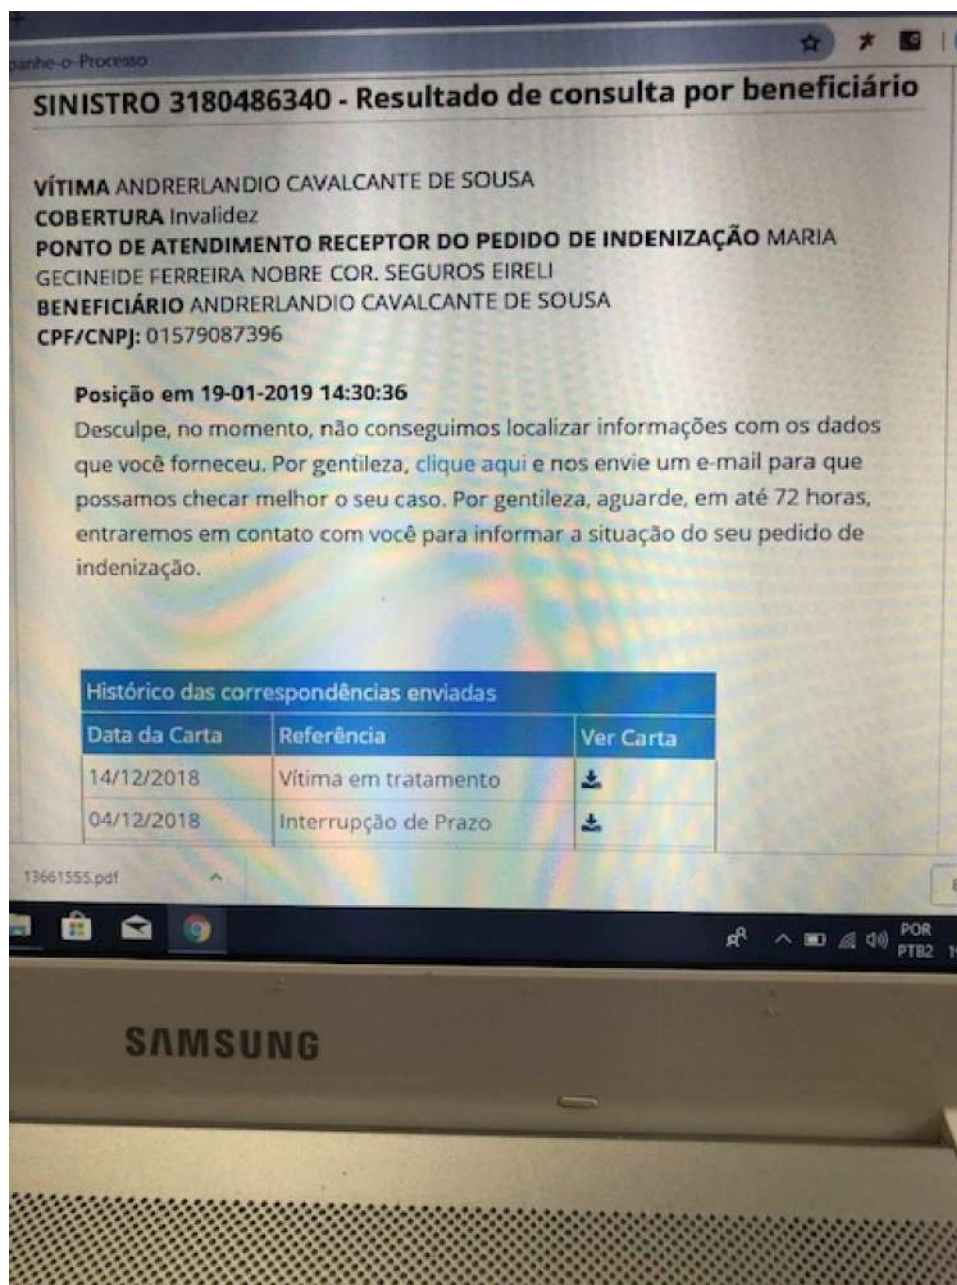 anhe-o-Processo
SINISTRO 3180486340 - Resultado de consulta por beneficiário
VÍTIMA ANDRERLANDIO CAVALCANTE DE SOUSA
COBERTURA Invalidez
PONTO DE ATENDIMENTO RECEPTOR DO PEDIDO DE INDENIZAÇÃO MARIA
GECINEIDE FERREIRA NOBRE COR. SEGUROS EIRELI
BENEFICIÁRIO ANDRERLANDIO CAVALCANTE DE SOUSA
CPF/CNPJ: 01579087396
Posição em 19-01-2019 14:30:36
Desculpe, no momento, não conseguimos localizar informações com os dados
que você forneceu. Por gentileza, clique aqui e nos envie um e-mail para que
possamos checar melhor o seu caso. Por gentileza, aguarde, em até 72 horas,
entraremos em contato com você para informar a situação do seu pedido de
indenização.
Histórico das correspondências enviadas
Data da Carta Referência Ver Carta
14/12/2018 Vítima em tratamento
04/12/2018 Interrupção de Prazo
13661555.pdf
POR
PTB2
SAMSUNG